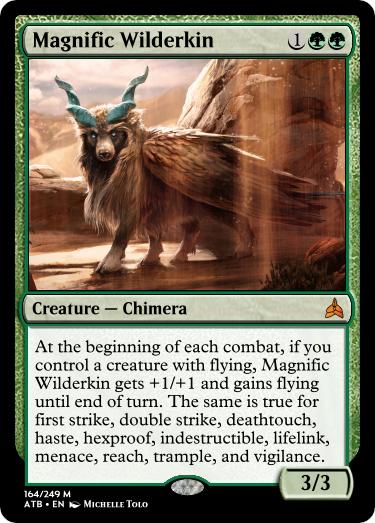 Magnific Wilderkin 1
Creature — Chimera
At the beginning of each combat, if you
control a creature with flying, Magnific
Wilderkin gets +1/+1 and gains flying
until end of turn. The same is true for
first strike, double strike, deathtouch,
haste, hexproof, indestructible, lifelink,
menace, reach, trample, and vigilance.
3/3
164/249 M
ATB • EN Michelle Tolo